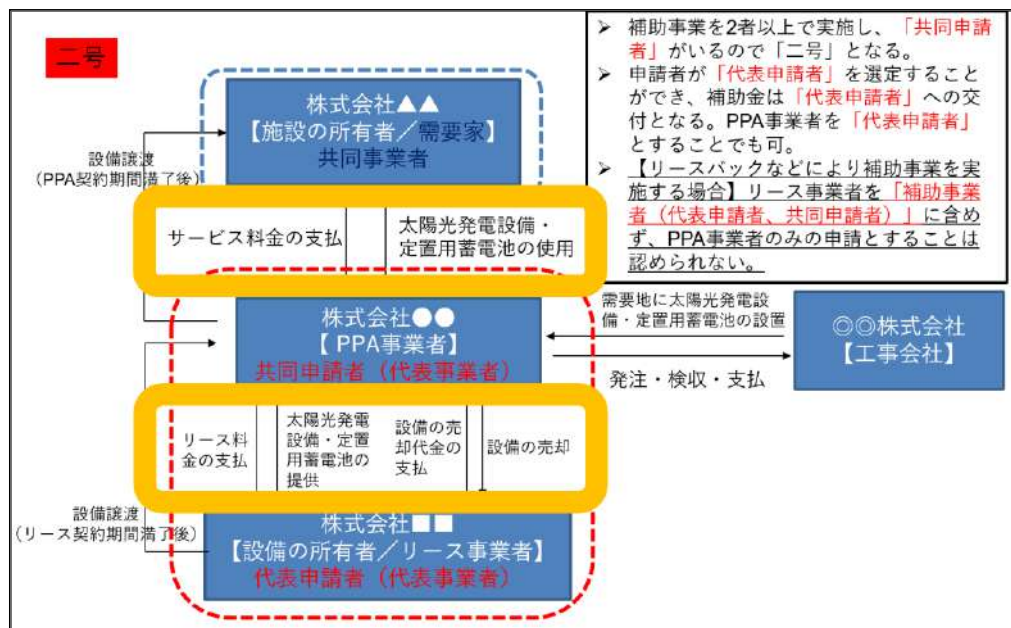 二号
株式会社▲▲
【施設の所有者／需要家】
共同事業者
設備譲渡
（PPA契約期間満了後）
サービス料金の支払
太陽光発電設備・
定置用蓄電池の使用
株式会社●●
【 PPA事業者】
共同申請者（代表事業者）
リース料
金の支払
太陽光発電
設備・定置
用蓄電池の
提供
設備の売
却代金の
支払
設備の売却
設備譲渡
（リース契約期間満了後）
株式会社■■
【設備の所有者／リース事業者】
代表申請者（代表事業者）
➢ 補助事業を2者以上で実施し、「共同申請
者」がいるので「二号」となる。
➢ 申請者が「代表申請者」を選定すること
ができ、補助金は「代表申請者」への交
付となる。PPA事業者を「代表申請者」
とすることでも可。
➢ 【リースバックなどにより補助事業を実
施する場合】リース事業者を「補助事業
者（代表申請者、共同申請者）」に含め
ず、PPA事業者のみの申請とすることは
認められない。
需要地に太陽光発電設
備・定置用蓄電池の設置
発注・検収・支払
◎◎株式会社
【工事会社】